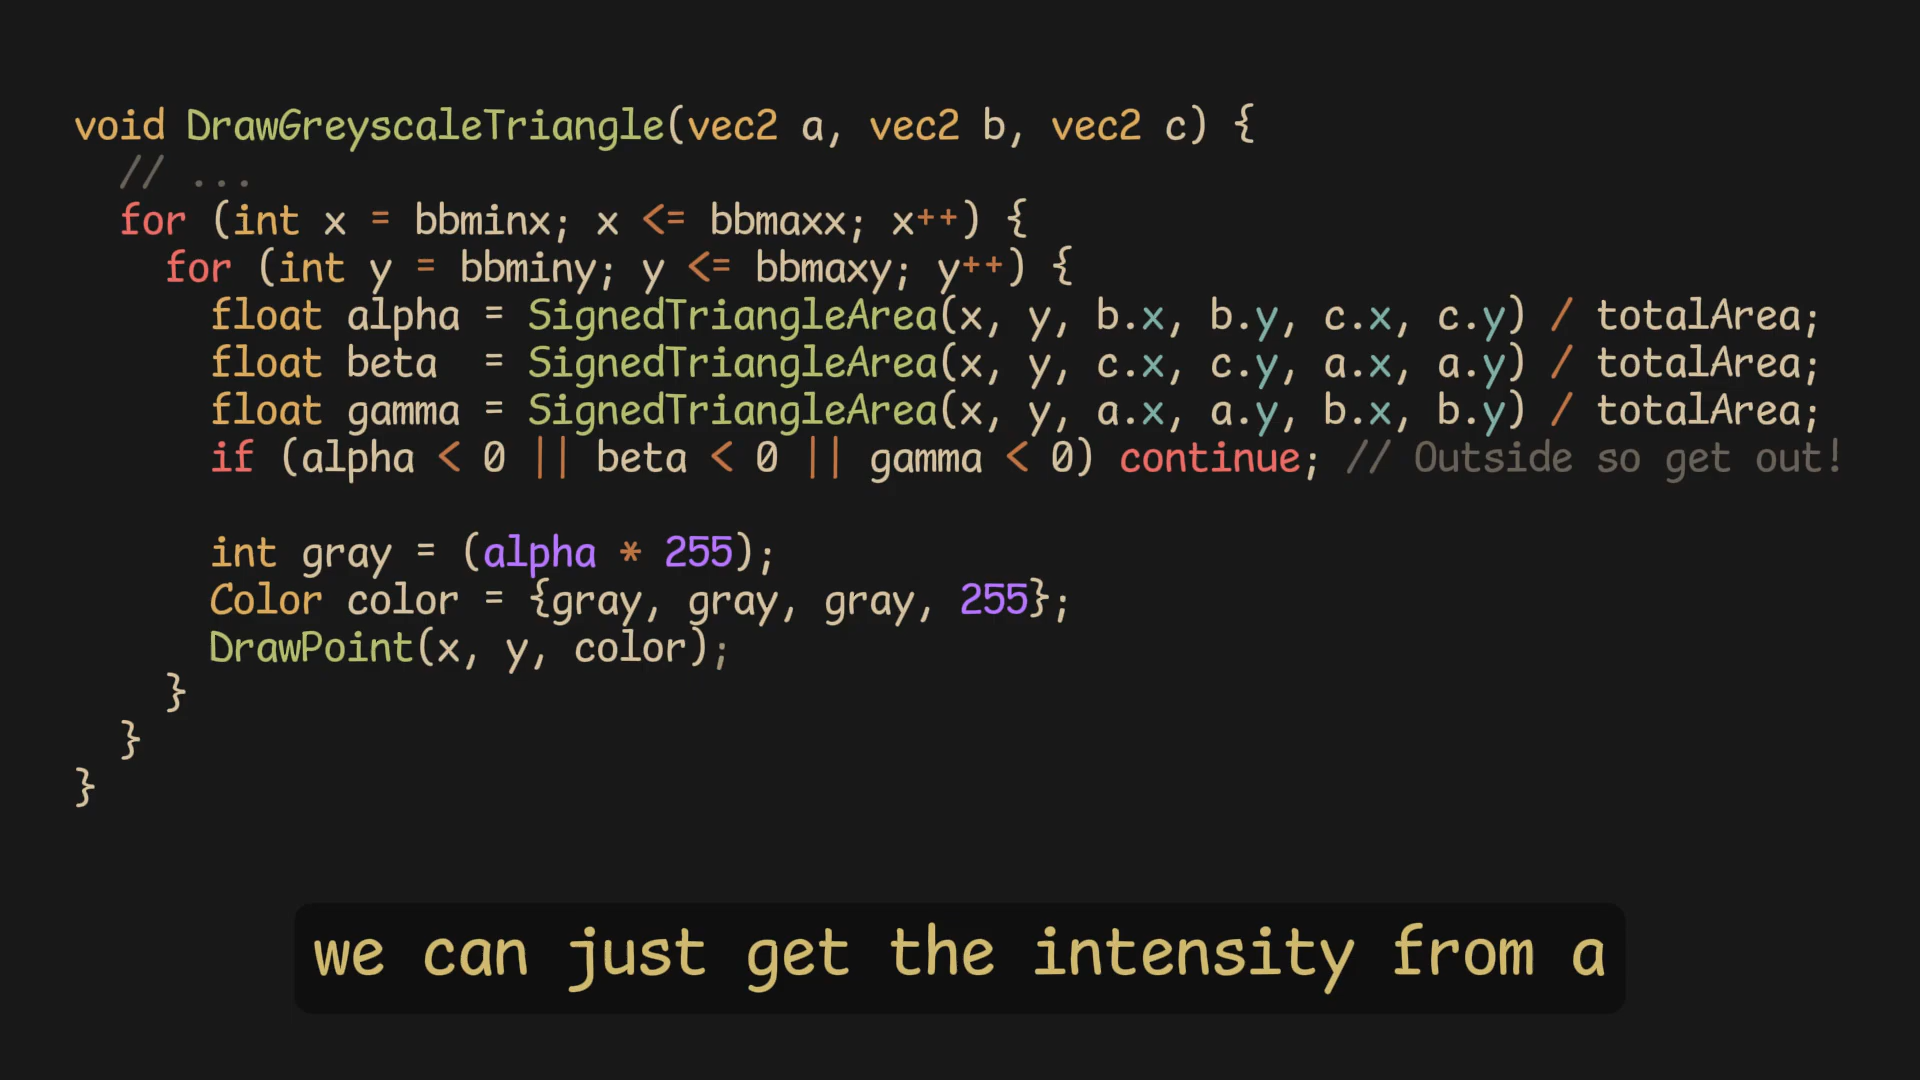 void DrawGreyscaleTriangle(vec2 a, vec2 b, vec2 c) {
// ...
for (int x = bbminx; x <= bbmaxx; x++) {
for (int y = bbminy; y <= bbmaxy; y++) {
float alpha = SignedTriangleArea(x, y, b.x, b.y, c.x, c.y) / totalArea;
float beta  = SignedTriangleArea(x, y, c.x, c.y, a.x, a.y) / totalArea;
float gamma = SignedTriangleArea(x, y, a.x, a.y, b.x, b.y) / totalArea;
if (alpha < 0 || beta < 0 || gamma < 0) continue; // Outside so get out!
int gray = (alpha * 255);
Color color = {gray, gray, gray, 255};
DrawPoint(x, y, color);
}
}
}
we can just get the intensity from a